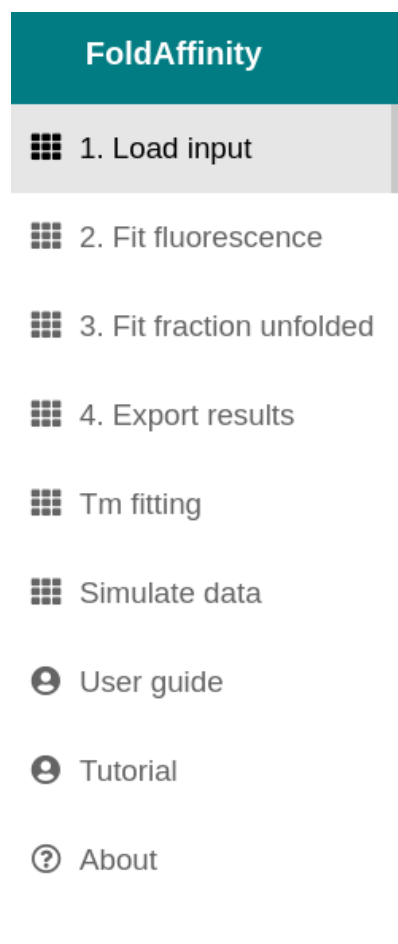 FoldAffinity
1. Load input
2. Fit fluorescence
3. Fit fraction unfolded
4. Export results
Tm fitting
Simulate data
User guide
Tutorial
About